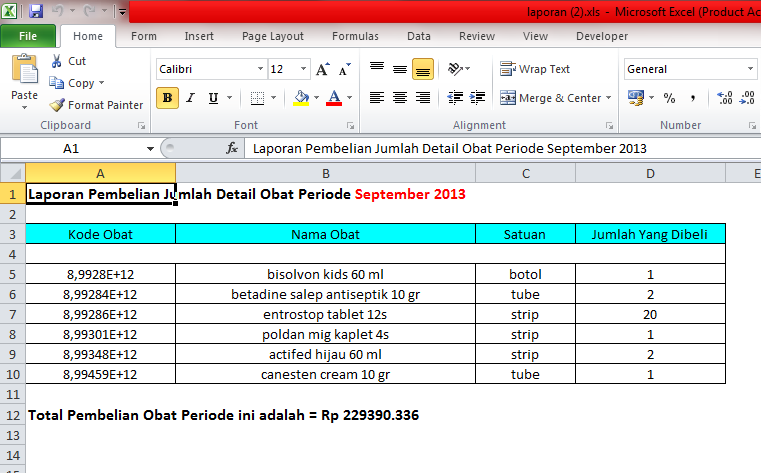 laporan (2).xls - Microsoft Excel (Product Ac
File Home Insert Page Layout Formulas Data Review View Developer
Paste
Cut
Copy
Format Painter
Clipboard
Calibri 12 A A
B I U A
Font
Wrap Text
Merge & Center
Alignment
General
% , ,00 ,0
Number
A1 fx Laporan Pembelian Jumlah Detail Obat Periode September 2013
A B C D E
1 Laporan Pembelian Jumlah Detail Obat Periode September 2013
2
3 Kode Obat Nama Obat Satuan Jumlah Yang Dibeli
4
5 8,9928E+12 bisolvon kids 60 ml botol 1
6 8,99284E+12 betadine salep antiseptik 10 gr tube 2
7 8,99286E+12 entrostop tablet 12s strip 20
8 8,99301E+12 poldan mig kaplet 4s strip 1
9 8,99348E+12 actifed hijau 60 ml strip 2
10 8,99459E+12 canesten cream 10 gr tube 1
11
12 Total Pembelian Obat Periode ini adalah = Rp 229390.336
13
14